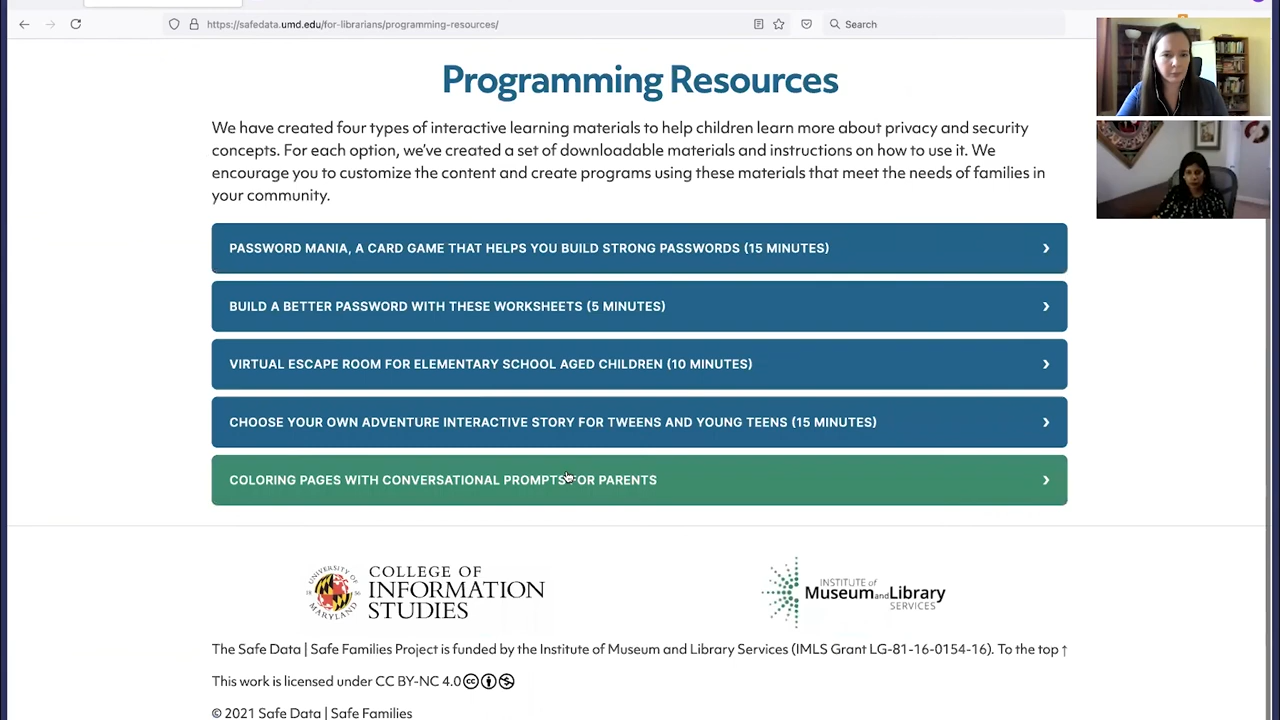 https://safedata.umd.edu/for-librarians/programming-resources/
Search
Programming Resources
We have created four types of interactive learning materials to help children learn more about privacy and security
concepts. For each option, we've created a set of downloadable materials and instructions on how to use it. We
encourage you to customize the content and create programs using these materials that meet the needs of families in
your community.
PASSWORD MANIA, A CARD GAME THAT HELPS YOU BUILD STRONG PASSWORDS (15 MINUTES)
BUILD A BETTER PASSWORD WITH THESE WORKSHEETS (5 MINUTES)
VIRTUAL ESCAPE ROOM FOR ELEMENTARY SCHOOL AGED CHILDREN (10 MINUTES)
CHOOSE YOUR OWN ADVENTURE INTERACTIVE STORY FOR TWEENS AND YOUNG TEENS (15 MINUTES)
COLORING PAGES WITH CONVERSATIONAL PROMPTS FOR PARENTS
UNIVERSITY OF
18 56
MARYLAND
COLLEGE OF
INFORMATION
STUDIES
INSTITUTE of
Museum and Library
SERVICES
The Safe Data | Safe Families Project is funded by the Institute of Museum and Library Services (IMLS Grant LG-81-16-0154-16). To the top ↑
This work is licensed under CC BY-NC 4.0
© 2021 Safe Data | Safe Families